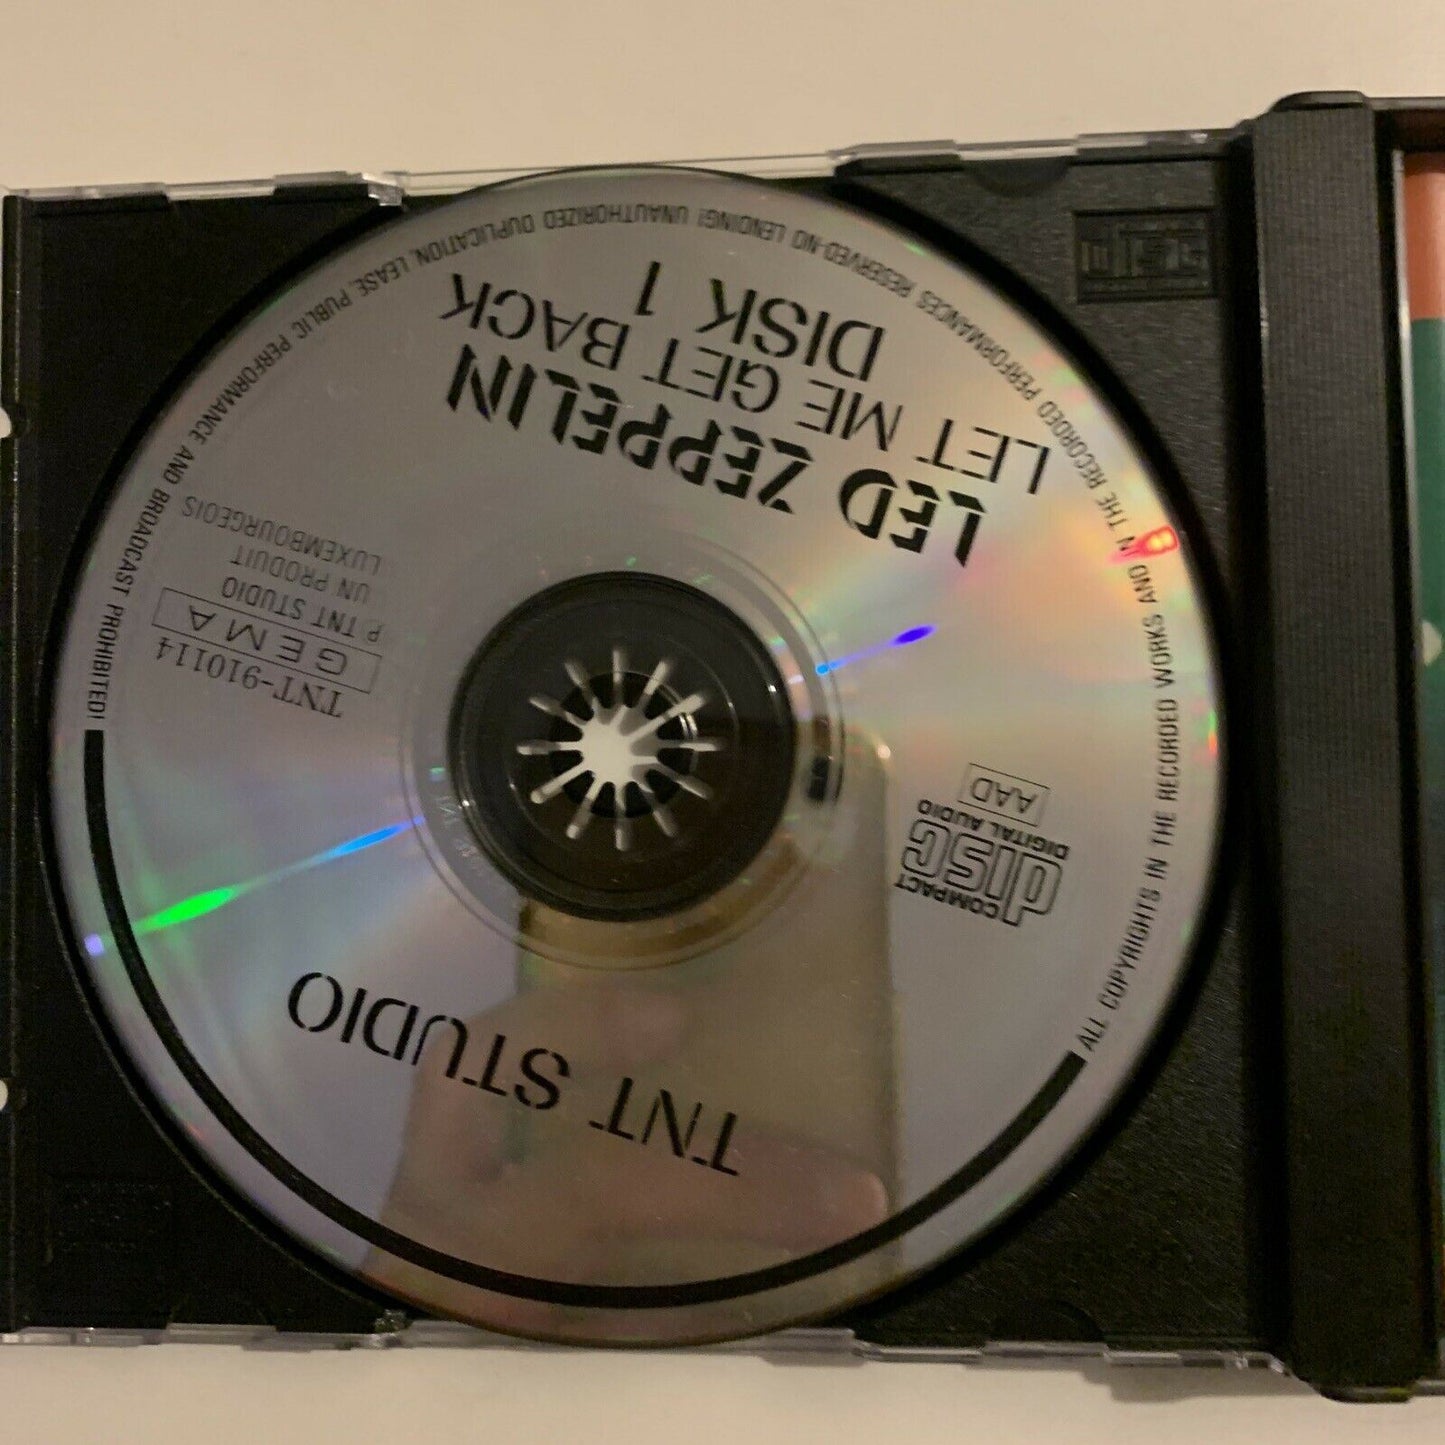 TNT STUDIO
COMPACT
disc
DIGITAL AUDIO
AAD
TNT-910114
GEMA
P. TNT STUDIO
UN PRODUIT
LUXEMBOURGEOIS
LED ZEPPELIN
LET ME GET BACK
DISK 1
ALL COPYRIGHTS IN THE RECORDED WORKS AND IN THE RECORDED PERFORMANCES RESERVED-NO LENDING! UNAUTHORIZED DUPLICATION, LEASE, PUBLIC PERFORMANCE AND BROADCAST PROHIBITED!